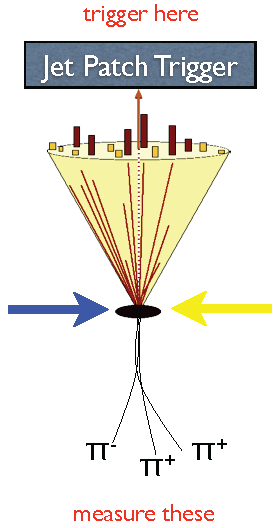 trigger here
Jet Patch Trigger
π⁻ π⁺ π⁺
measure these